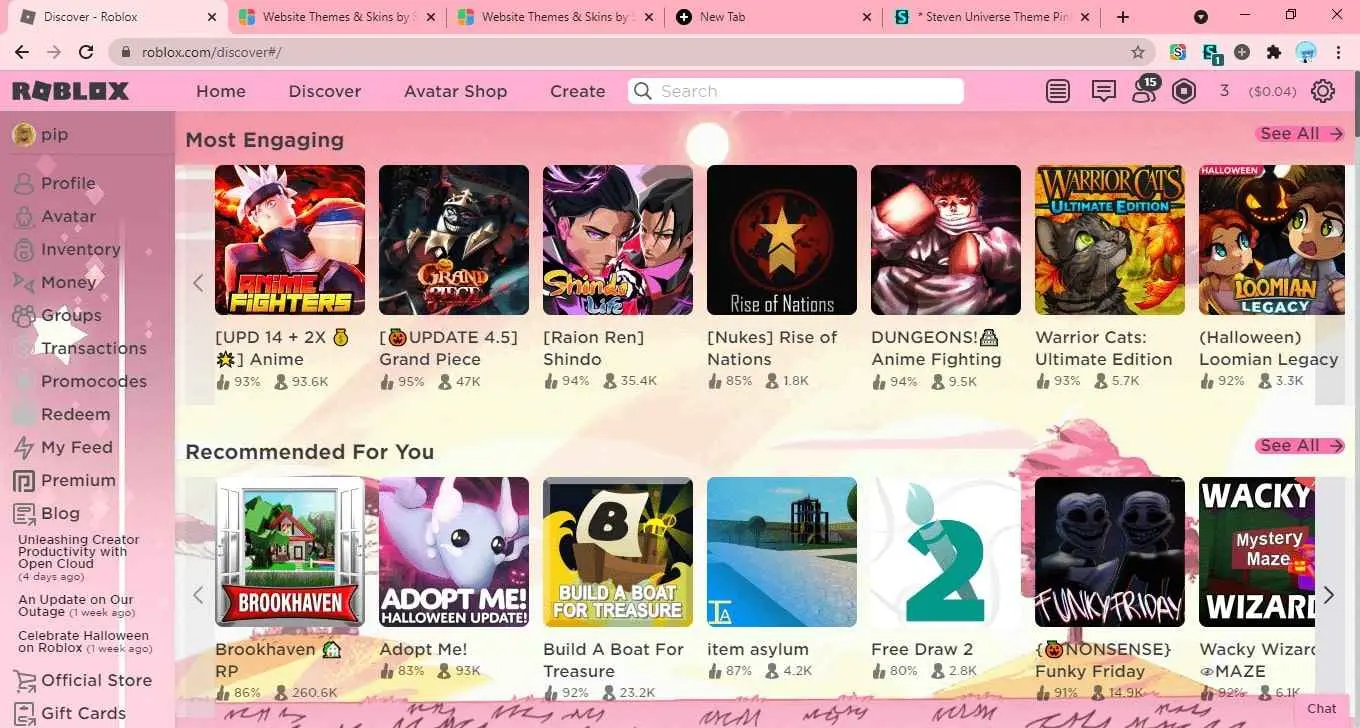 Discover - Roblox
Website Themes & Skins by
Website Themes & Skins by
New Tab
* Steven Universe Theme Pin
roblox.com/discover#/
1
ROBLOX
Home
Discover
Avatar Shop
Create
Search
15
3
($0.04)
pip
Profile
Avatar
Inventory
Money
Groups
Transactions
Promocodes
Redeem
My Feed
Premium
Blog
Unleashing Creator
Productivity with
Open Cloud
(4 days ago)
An Update on Our
Outage (1 week ago)
Celebrate Halloween
on Roblox (1 week ago)
Official Store
Gift Cards
Most Engaging
See All →
ANIME
FIGHTERS
[UPD 14 + 2X 💰
🌟] Anime
93% 93.6K
GRAND
PIECE
[🎃UPDATE 4.5]
Grand Piece
95% 47K
Shindo
Life
[Raion Ren]
Shindo
94% 35.4K
Rise of Nations
[Nukes] Rise of
Nations
85% 1.8K
DUNGEONS!
Anime Fighting
94% 9.5K
WARRIOR CATS
ULTIMATE EDITION
Warrior Cats:
Ultimate Edition
93% 5.7K
HALLOWEEN
LOOMIAN
LEGACY
(Halloween)
Loomian Legacy
92% 3.3K
Recommended For You
See All →
BROOKHAVEN
Brookhaven 🏡
RP
86% 260.6K
ADOPT ME!
HALLOWEEN UPDATE!
Adopt Me!
83% 93K
B
BUILD A BOAT
FOR TREASURE
Build A Boat For
Treasure
92% 23.2K
IA
item asylum
87% 4.2K
2
Free Draw 2
80% 2.8K
FUNKY FRIDAY
{🎃NONSENSE}
Funky Friday
91% 14.9K
WACKY
Mystery
Maze
WIZARD
Wacky Wizard
👁MAZE
92% 6.1K
Chat